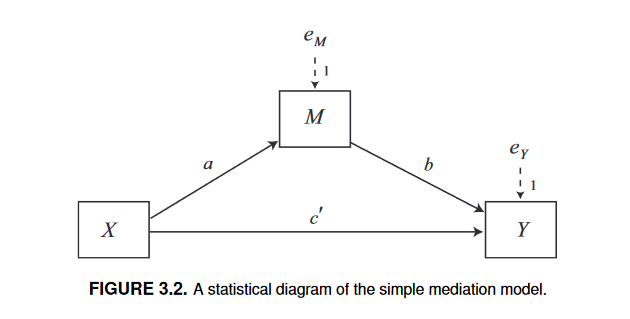 e_M
1
M
e_Y
a
b
1
X
c'
Y
FIGURE 3.2. A statistical diagram of the simple mediation model.